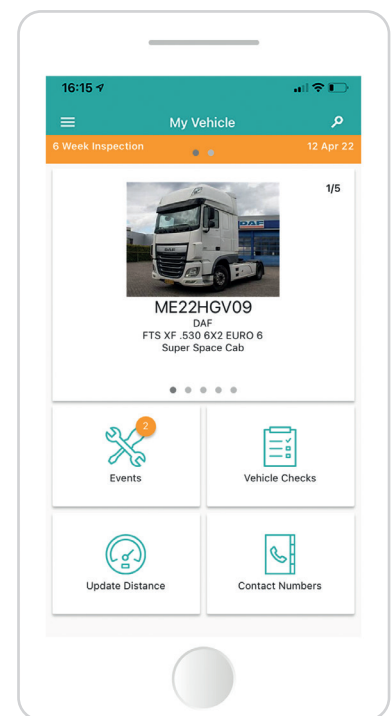 16:15
My Vehicle
6 Week Inspection 12 Apr 22
1/5
DAF
ME22HGV09
DAF
FTS XF .530 6X2 EURO 6
Super Space Cab
2
Events
Vehicle Checks
Update Distance
Contact Numbers